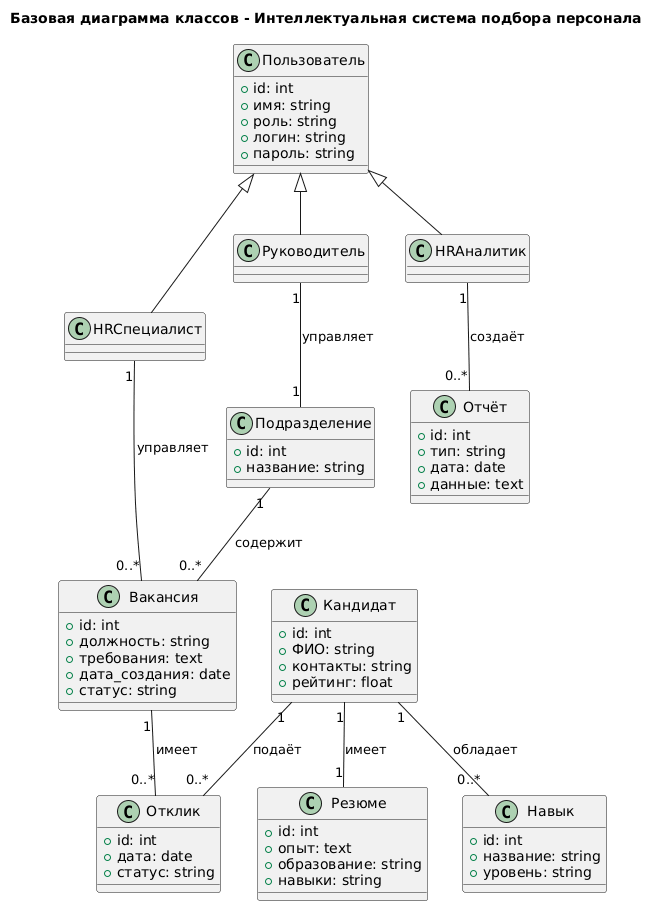 Базовая диаграмма классов - Интеллектуальная система подбора персонала
C Пользователь
id: int
имя: string
роль: string
логин: string
пароль: string
C Руководитель
C HRАналитик
C HRСпециалист
1
1
1
управляет
создаёт
1
0..*
C Подразделение
id: int
название: string
C Отчёт
id: int
тип: string
дата: date
данные: text
управляет
1
содержит
0..*
0..*
C Вакансия
id: int
должность: string
требования: text
дата_создания: date
статус: string
C Кандидат
id: int
ФИО: string
контакты: string
рейтинг: float
1
1
1
1
имеет
подаёт
имеет
обладает
0..*
0..*
1
0..*
C Отклик
id: int
дата: date
статус: string
C Резюме
id: int
опыт: text
образование: string
навыки: string
C Навык
id: int
название: string
уровень: string